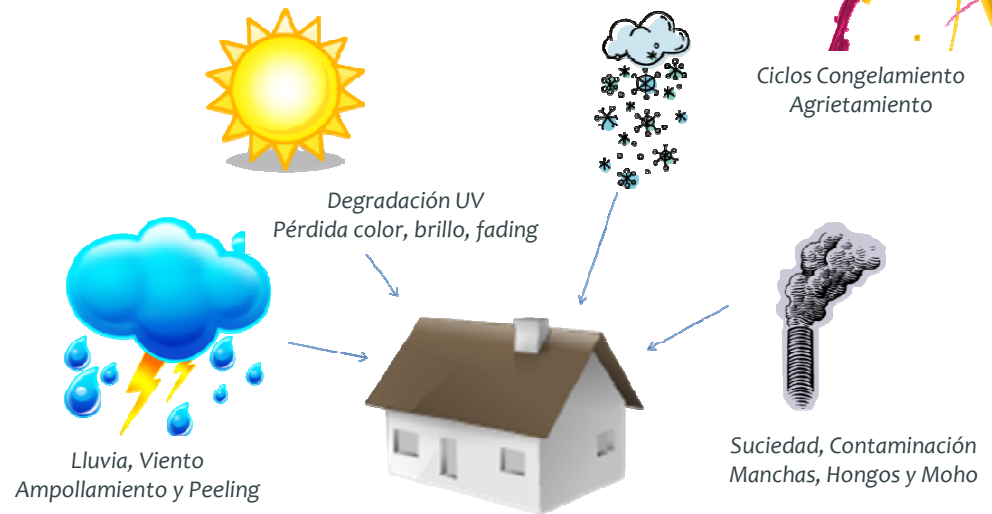 Ciclos Congelamiento
Agrietamiento
Degradación UV
Pérdida color, brillo, fading
Lluvia, Viento
Ampollamiento y Peeling
Suciedad, Contaminación
Manchas, Hongos y Moho